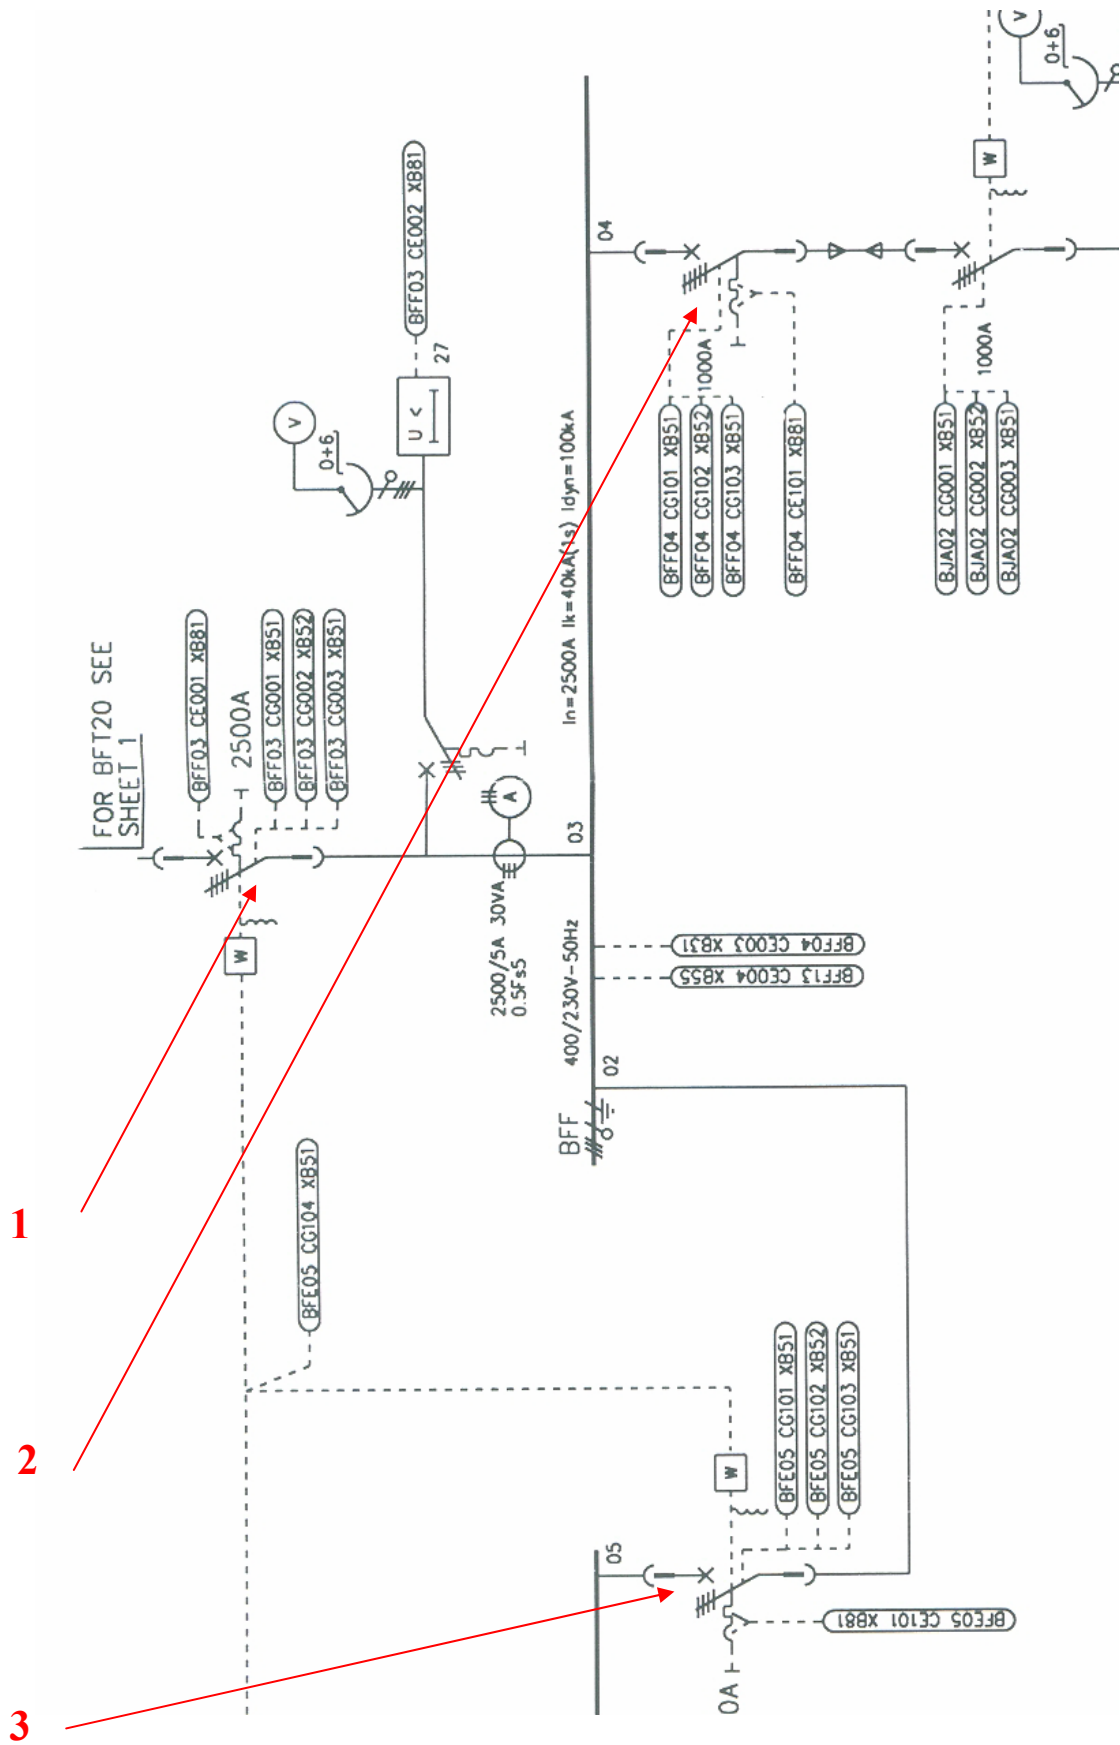 V
0+6
W
BFF03 CE002 XB81
04
27
U <
V
0+6
1000A
1000A
In=2500A Ik=40kA(1s) Idyn=100kA
BFF04 CG101 XB51
BFF04 CG102 XB52
BFF04 CG103 XB51
BFF04 CE101 XB81
BJA02 CG001 XB51
BJA02 CG002 XB52
BJA02 CG003 XB51
FOR BFT20 SEE
SHEET 1
BFF03 CE001 XB81
2500A
BFF03 CG001 XB51
BFF03 CG002 XB52
BFF03 CG003 XB51
A
03
W
2500/5A 30VA
0.5Fs5
400/230V-50Hz
BFF04 CE003 XB31
BFF13 CE004 XB55
02
BFF
1
BFE05 CG104 XB51
2
W
BFE05 CG101 XB51
BFE05 CG102 XB52
BFE05 CG103 XB51
05
BFE05 CE101 XB81
0A
3